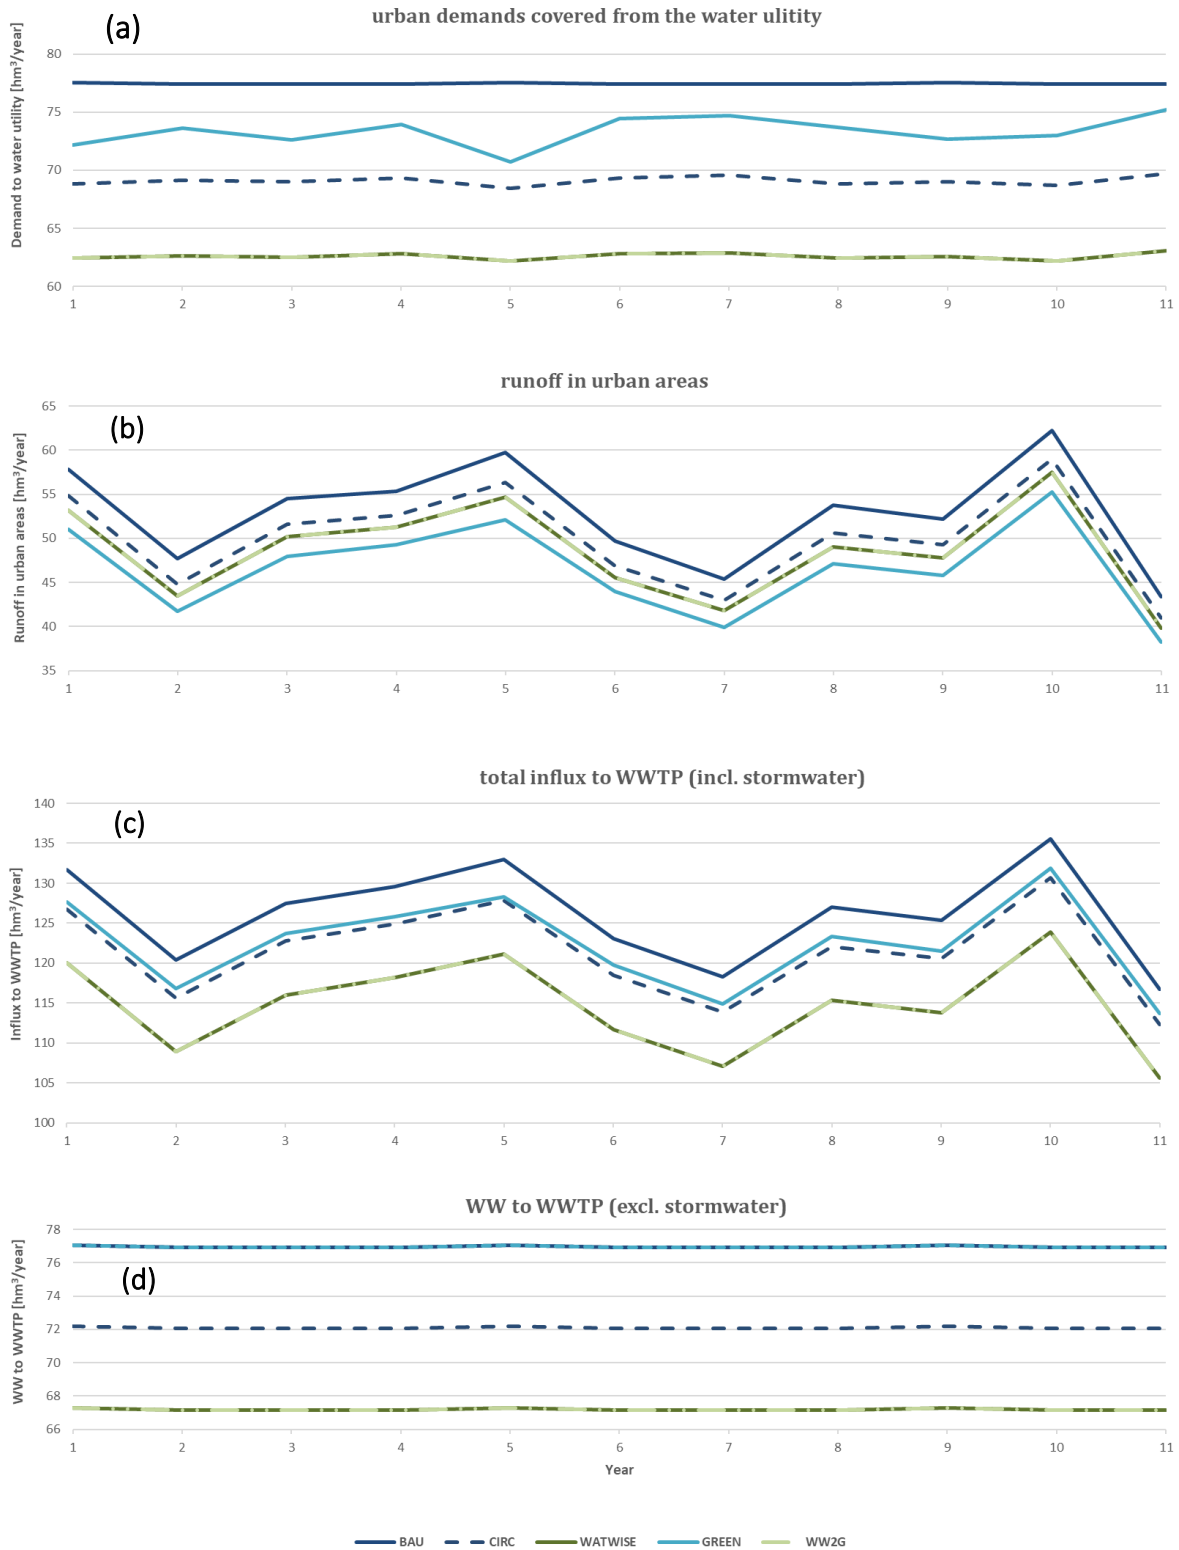 (a)
urban demands covered from the water ulitity
Demand to water utility [hm³/year]
80
75
70
65
60
1 2 3 4 5 6 7 8 9 10 11
runoff in urban areas
(b)
Runoff in urban areas [hm³/year]
65
60
55
50
45
40
35
1 2 3 4 5 6 7 8 9 10 11
total influx to WWTP (incl. stormwater)
(c)
Influx to WWTP [hm³/year]
140
135
130
125
120
115
110
105
100
1 2 3 4 5 6 7 8 9 10 11
WW to WWTP (excl. stormwater)
(d)
WW to WWTP [hm³/year]
78
76
74
72
70
68
66
1 2 3 4 5 6 7 8 9 10 11
Year
BAU CIRC WATWISE GREEN WW2G